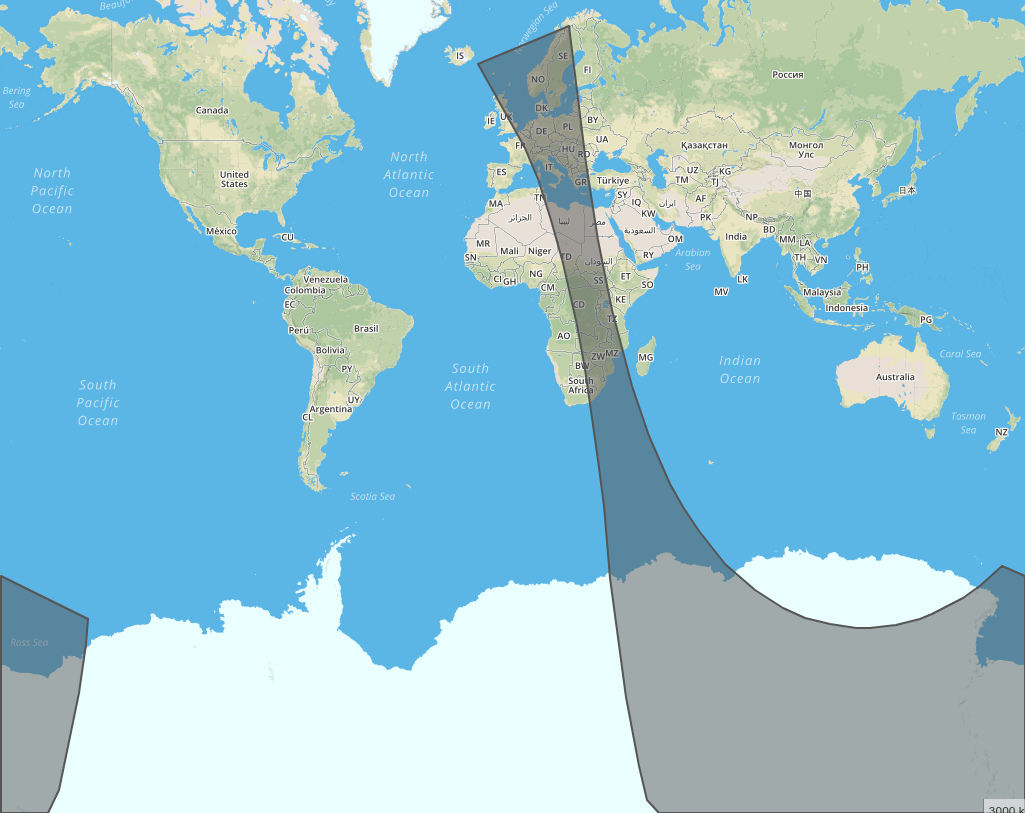 Beaufo
IS
rwegian Sea
SE
FI
NO
Россия
Bering
Sea
Canada
IE
UK
DK
DE
PL
BY
UA
FR
HU
RO
Қазақстан
Монгол
Улс
North
Pacific
Ocean
North
Atlantic
Ocean
United
States
ES
IT
GR
Türkiye
UZ
KG
TM
TJ
中国
日本
MA
TN
SY
IQ
ایران
AF
México
CU
الجزائر
ليبيا
مصر
KW
السعودية
PK
NP
BD
India
MR
Mali
Niger
TD
السودان
OM
RY
MM
LA
SN
Arabian
Sea
TH
VN
PH
Venezuela
Colombia
CI
GH
NG
CM
SS
ET
SO
LK
MV
Malaysia
EC
CD
KE
Indonesia
Perú
Brasil
AO
TZ
PG
Bolivia
PY
ZW
MZ
BW
MG
Coral Sea
South
Pacific
Ocean
South
Atlantic
Ocean
Indian
Ocean
Australia
South
Africa
UY
Argentina
CL
Tasman
Sea
NZ
Scotia Sea
Ross Sea
3000 k